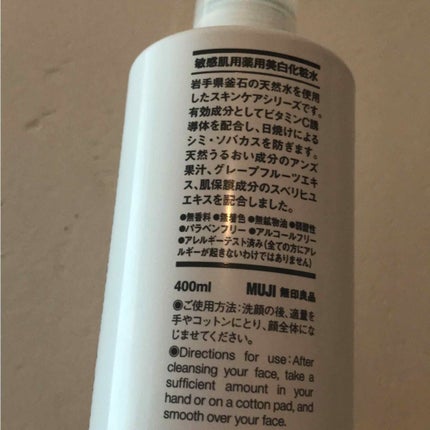 敏感肌用薬用美白化粧水
岩手県釜石の天然水を使用
したスキンケアシリーズです。
有効成分としてビタミンC誘
導体を配合し、日焼けによる
シミ・ソバカスを防ぎます。
天然うるおい成分のアンズ
果汁、グレープフルーツエキ
ス、肌保護成分のスベリヒユ
エキスを配合しました。
●無香料 ●無着色 ●無鉱物油 ●弱酸性
●パラベンフリー ●アルコールフリー
●アレルギーテスト済み(全ての方にアレ
ルギーが起きないわけではありません)
400ml MUJI 無印良品
◉ご使用方法:洗顔の後、適量を
手やコットンにとり、顔全体にな
じませてください。
◉Directions for use:After
cleansing your face, take a
sufficient amount in your
hand or on a cotton pad, and
smooth over your face.